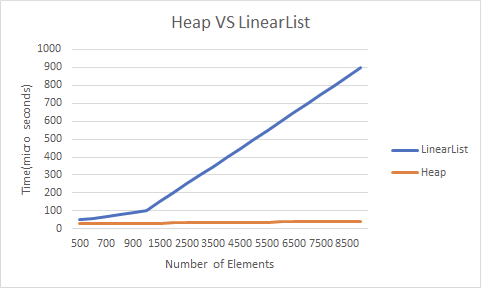 Heap VS LinearList
1000
900
800
700
600
500
400
300
200
100
0
Time(micro seconds)
500 700 900 1500 2500 3500 4500 5500 6500 7500 8500
Number of Elements
LinearList
Heap